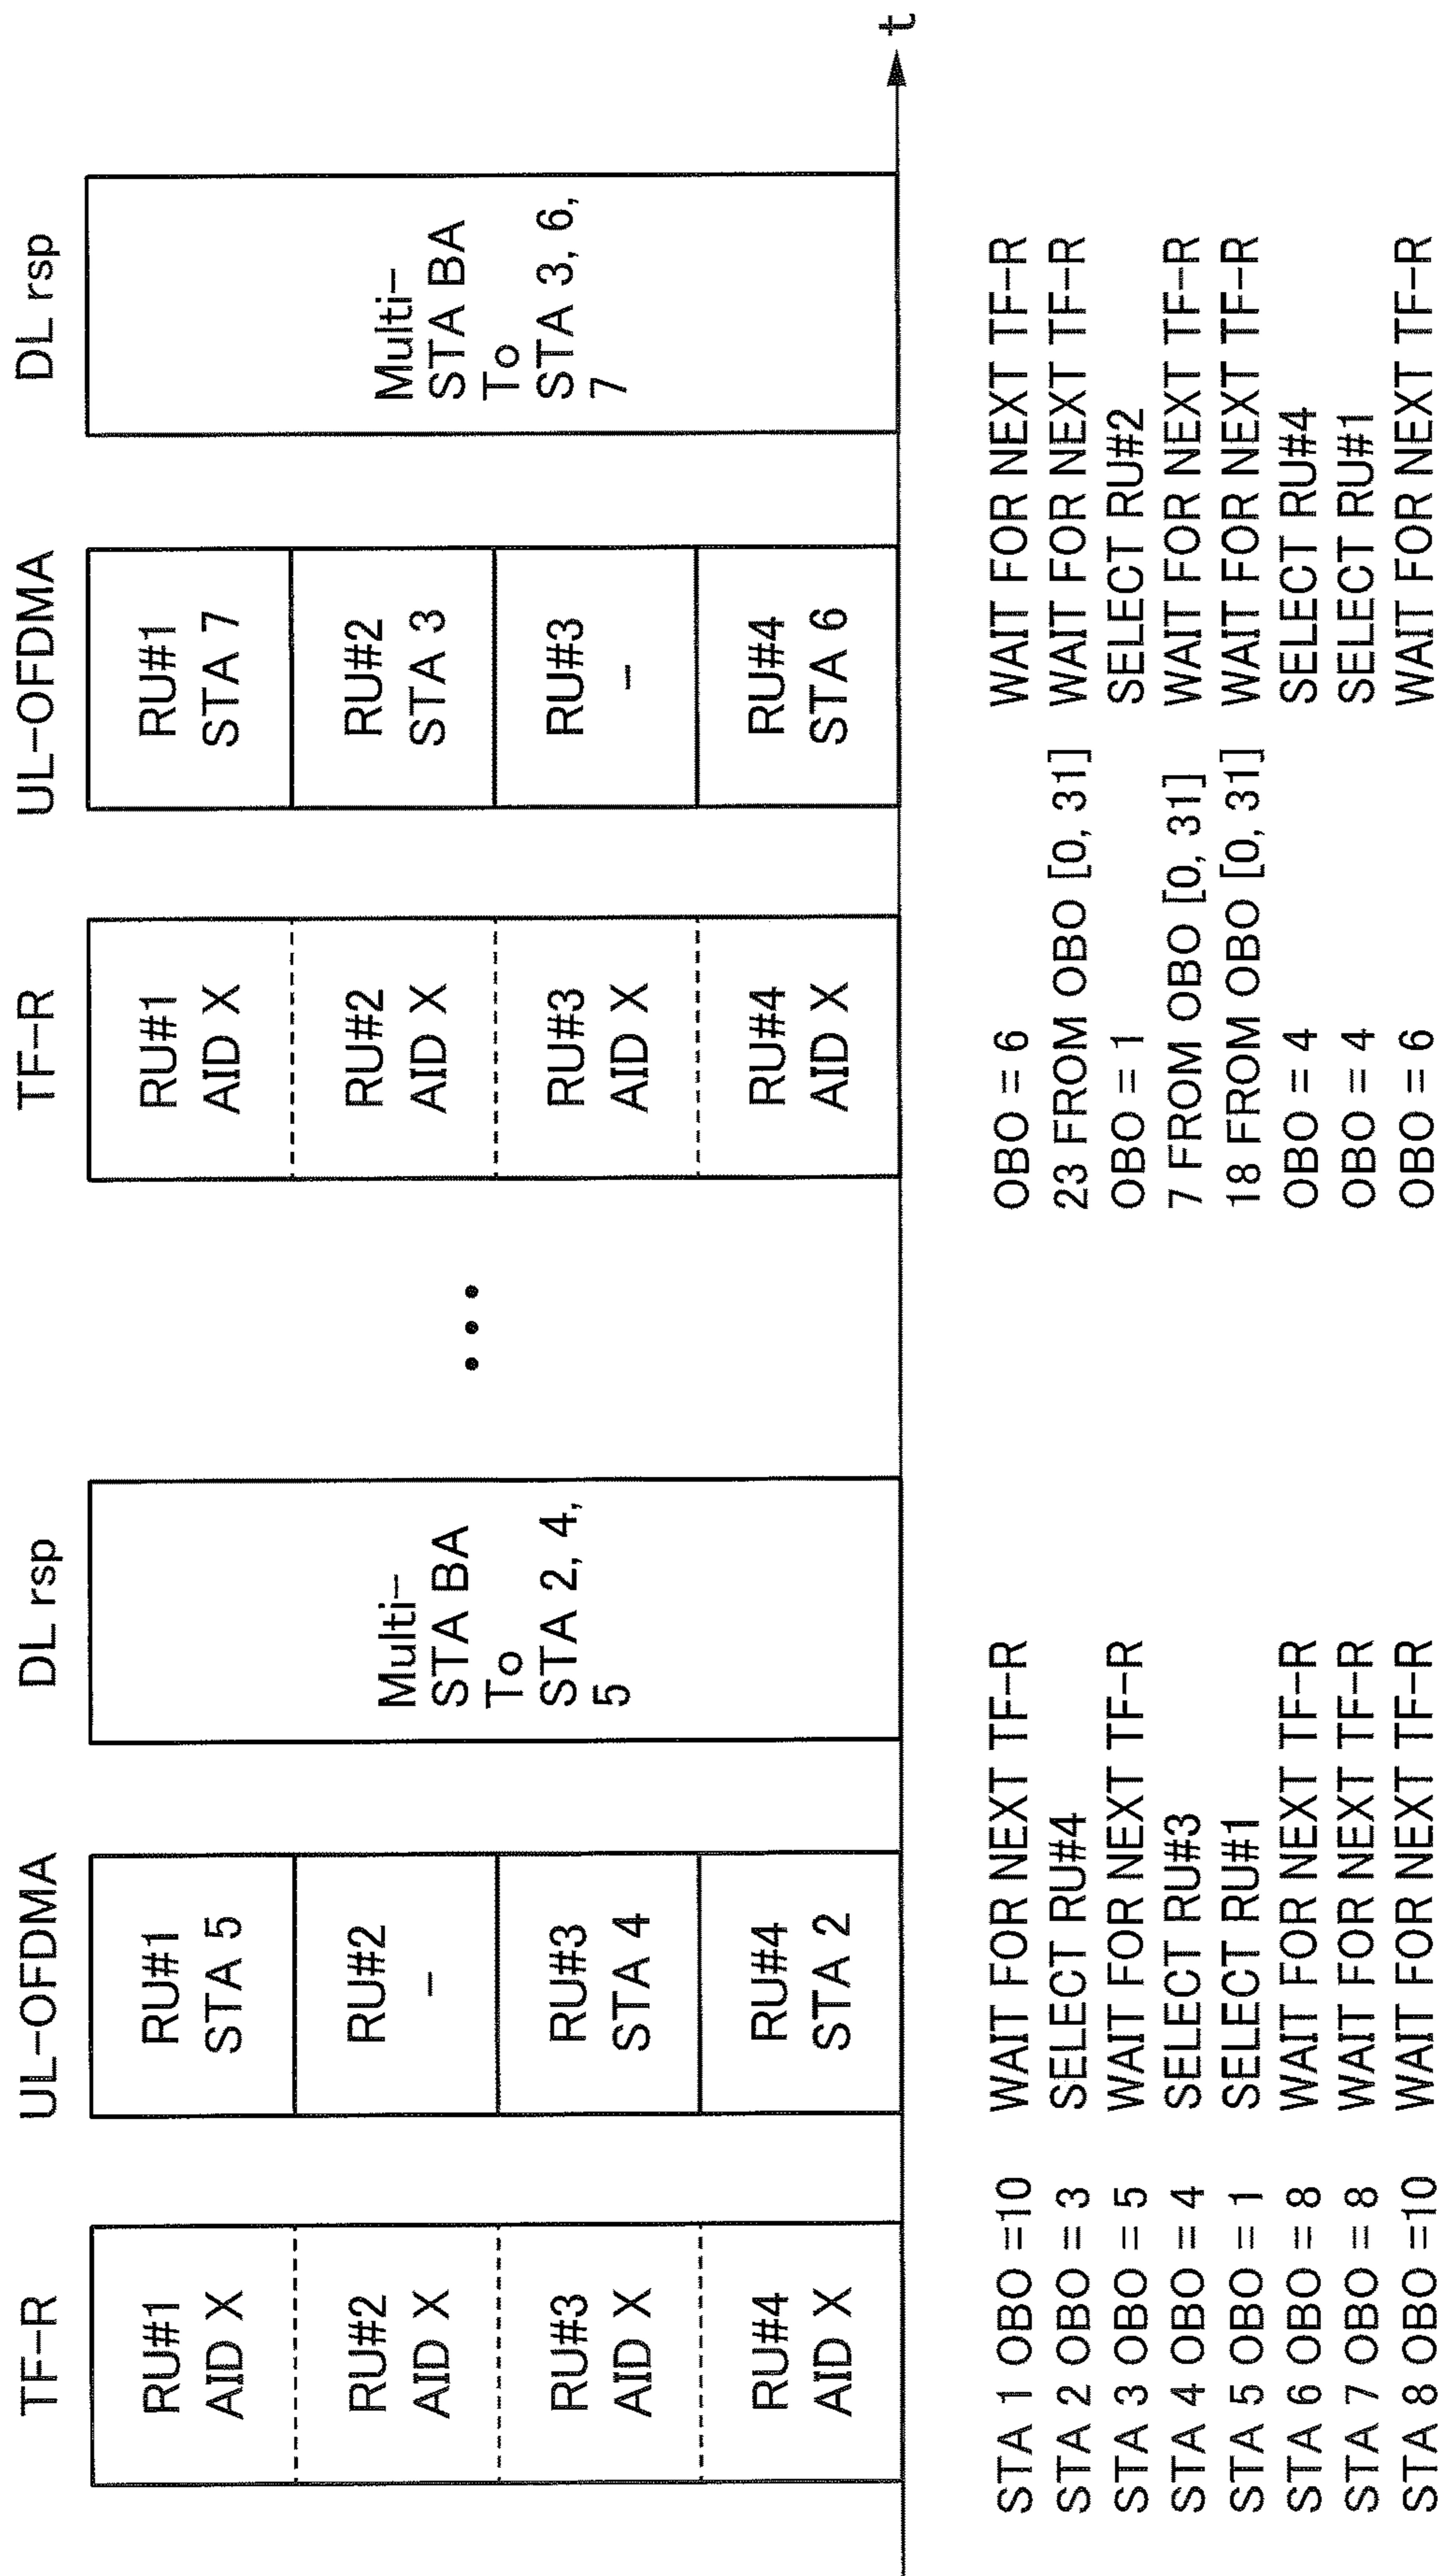 TF-R
UL-OFDMA
DL rsp
TF-R
UL-OFDMA
DL rsp
RU#1
AID X
RU#2
AID X
RU#3
AID X
RU#4
AID X
RU#1
STA 5
RU#2
-
RU#3
STA 4
RU#4
STA 2
Multi-
STA BA
To
STA 2, 4,
5
...
RU#1
AID X
RU#2
AID X
RU#3
AID X
RU#4
AID X
RU#1
STA 7
RU#2
STA 3
RU#3
-
RU#4
STA 6
Multi-
STA BA
To
STA 3, 6,
7
t
STA 1 OBO =10 WAIT FOR NEXT TF-R OBO = 6 WAIT FOR NEXT TF-R
STA 2 OBO = 3 SELECT RU#4 23 FROM OBO [0, 31] WAIT FOR NEXT TF-R
STA 3 OBO = 5 WAIT FOR NEXT TF-R OBO = 1 SELECT RU#2
STA 4 OBO = 4 SELECT RU#3 7 FROM OBO [0, 31] WAIT FOR NEXT TF-R
STA 5 OBO = 1 SELECT RU#1 18 FROM OBO [0, 31] WAIT FOR NEXT TF-R
STA 6 OBO = 8 WAIT FOR NEXT TF-R OBO = 4 SELECT RU#4
STA 7 OBO = 8 WAIT FOR NEXT TF-R OBO = 4 SELECT RU#1
STA 8 OBO =10 WAIT FOR NEXT TF-R OBO = 6 WAIT FOR NEXT TF-R